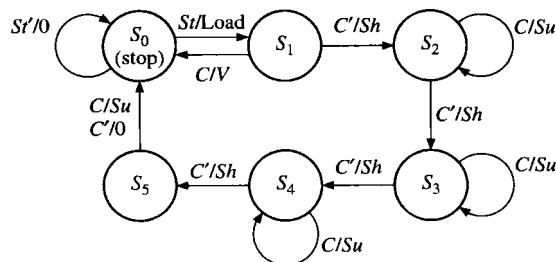 St′/0
S0
(stop)
St/Load
C/V
S1
C′/Sh
S2
C/Su
C′/Sh
S3
C/Su
C′/Sh
S4
C/Su
C′/Sh
S5
C/Su
C′/0